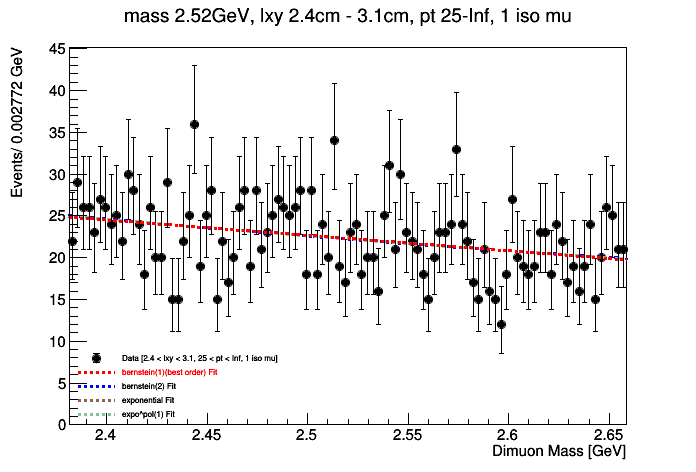 mass 2.52GeV, lxy 2.4cm - 3.1cm, pt 25-Inf, 1 iso mu
Events/ 0.002772 GeV
45
40
35
30
25
20
15
10
5
0
Data [2.4 < lxy < 3.1, 25 < pt < Inf, 1 iso mu]
bernstein(1)(best order) Fit
bernstein(2) Fit
exponential Fit
expo*pol(1) Fit
2.4 2.45 2.5 2.55 2.6 2.65
Dimuon Mass [GeV]